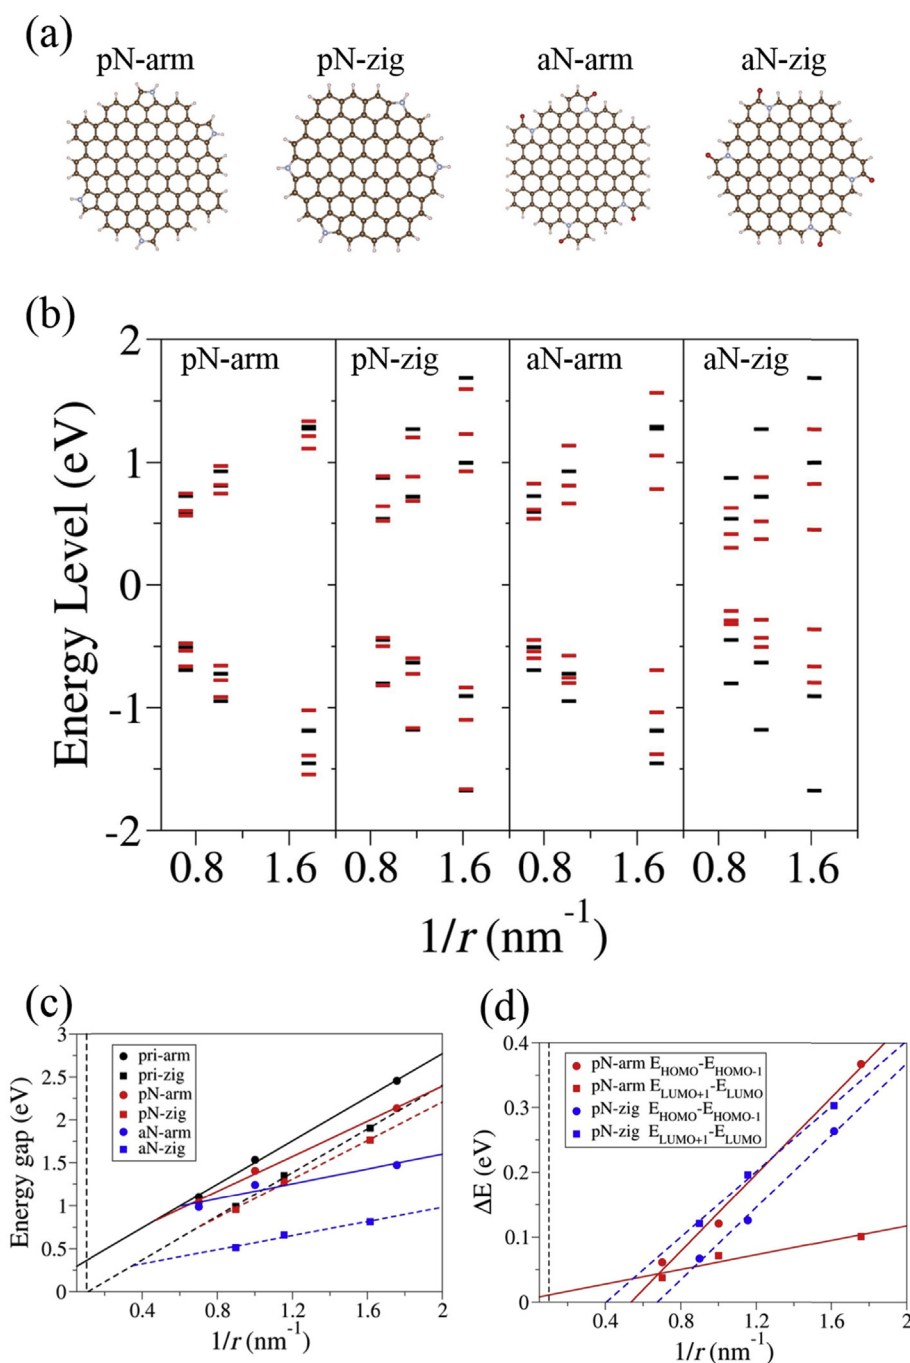 (a)
pN-arm pN-zig aN-arm aN-zig
(b)
pN-arm pN-zig aN-arm aN-zig
2
1
0
-1
-2
Energy Level (eV)
0.8 1.6 0.8 1.6 0.8 1.6 0.8 1.6
1/r (nm⁻¹)
(c)
3
2.5
2
1.5
1
0.5
0
Energy gap (eV)
pri-arm
pri-zig
pN-arm
pN-zig
aN-arm
aN-zig
0.4 0.8 1.2 1.6 2
1/r (nm⁻¹)
(d)
0.4
0.3
0.2
0.1
0
ΔE (eV)
pN-arm E_HOMO-E_HOMO-1
pN-arm E_LUMO+1-E_LUMO
pN-zig E_HOMO-E_HOMO-1
pN-zig E_LUMO+1-E_LUMO
0.4 0.8 1.2 1.6 2
1/r (nm⁻¹)